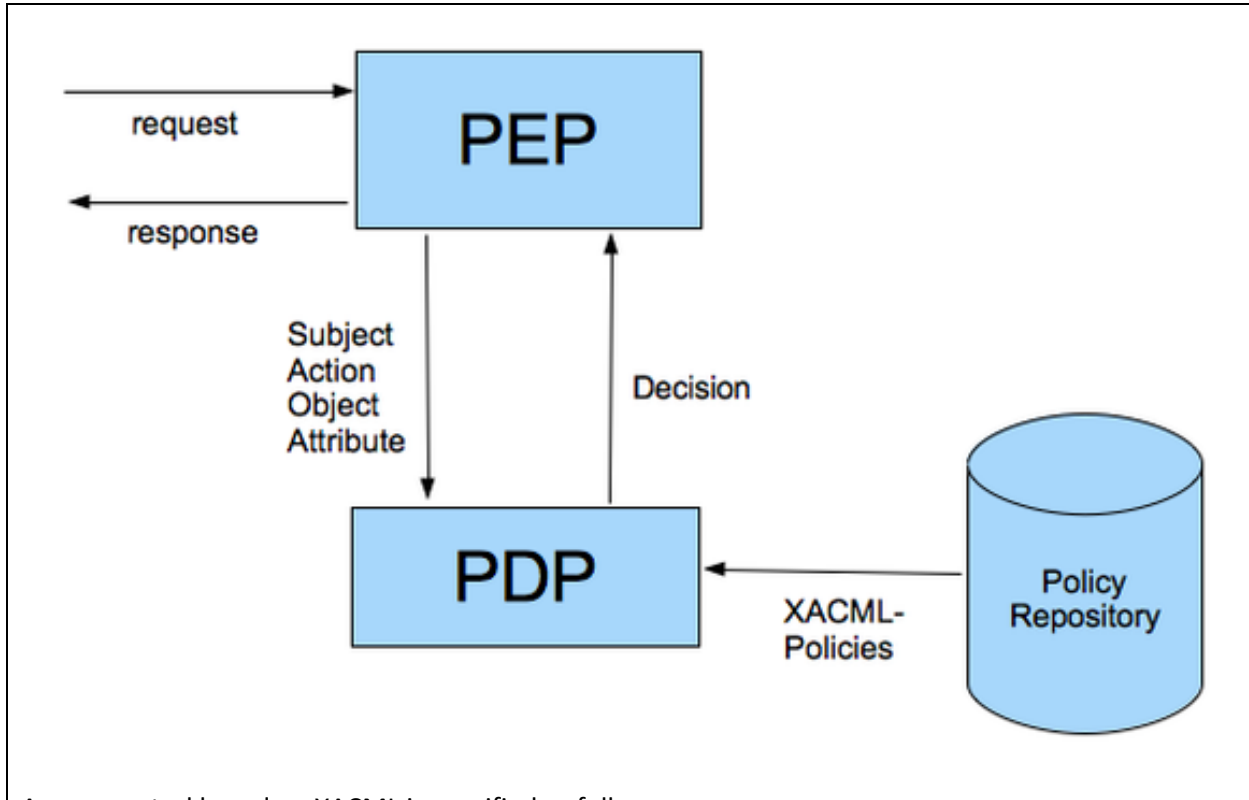 PEP
request
response
Subject
Action
Object
Attribute
Decision
PDP
XACML-
Policies
Policy
Repository